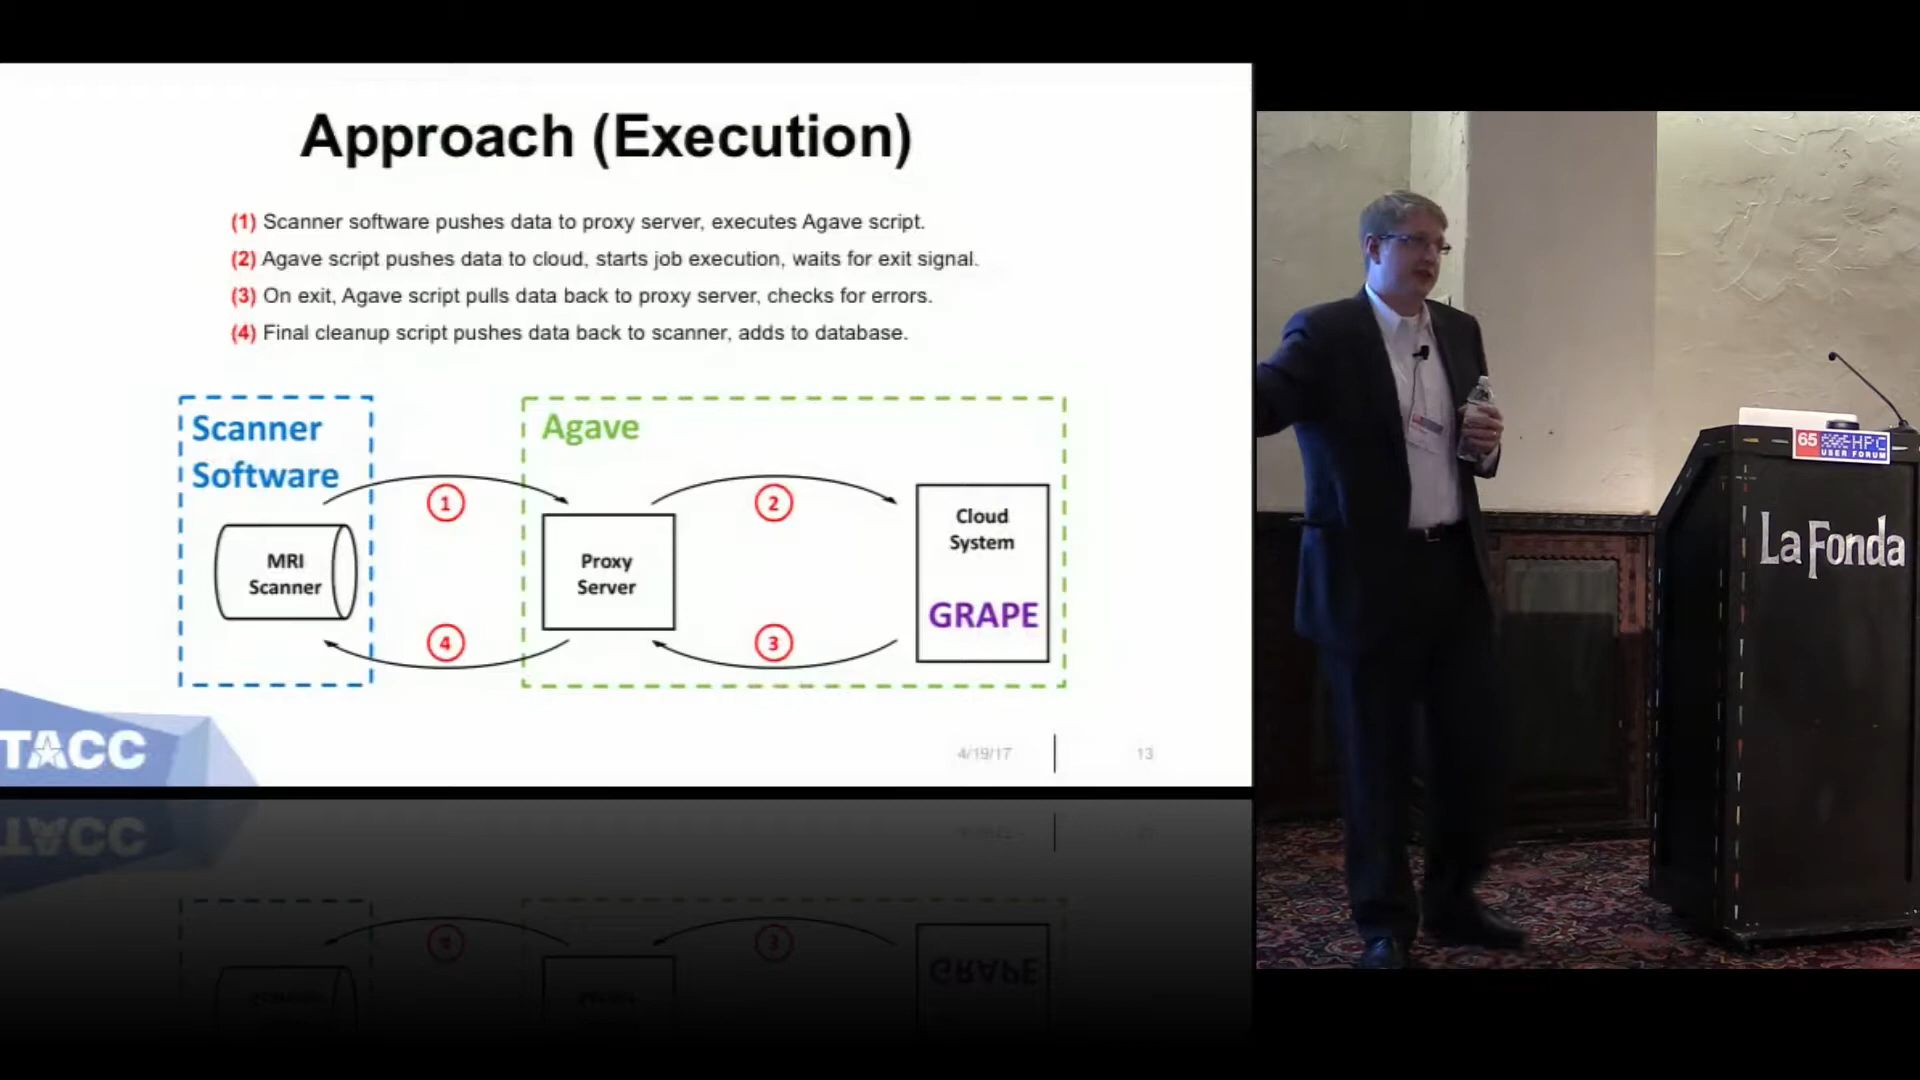 Approach (Execution)
(1) Scanner software pushes data to proxy server, executes Agave script.
(2) Agave script pushes data to cloud, starts job execution, waits for exit signal.
(3) On exit, Agave script pulls data back to proxy server, checks for errors.
(4) Final cleanup script pushes data back to scanner, adds to database.
Scanner
Software
Agave
1
2
MRI
Scanner
Proxy
Server
Cloud
System
GRAPE
4
3
TACC
4/19/17
13
65 HPC
USER FORUM
La Fonda